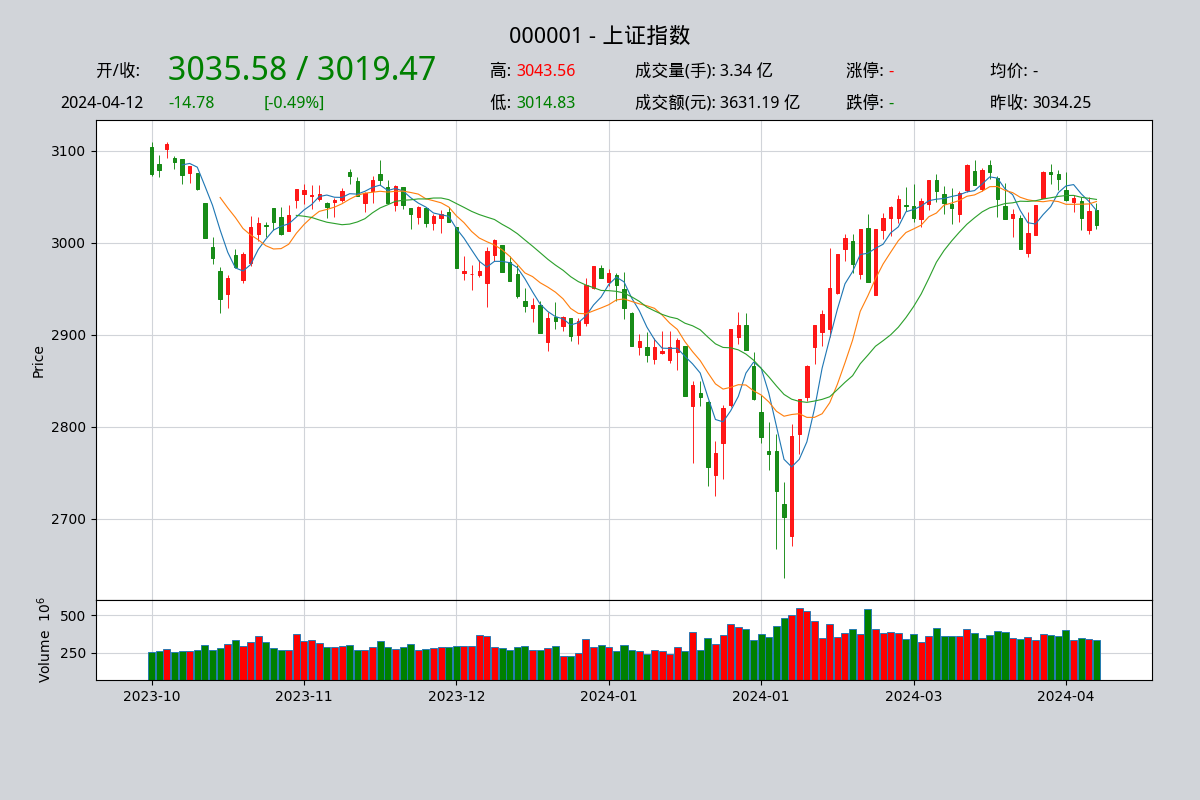 000001 - 上证指数
开/收: 3035.58 / 3019.47 高: 3043.56 成交量(手): 3.34 亿 涨停: - 均价: -
2024-04-12 -14.78 [-0.49%] 低: 3014.83 成交额(元): 3631.19 亿 跌停: - 昨收: 3034.25
3100
3000
2900
2800
2700
Price
500
250
Volume 10^6
2023-10 2023-11 2023-12 2024-01 2024-01 2024-03 2024-04